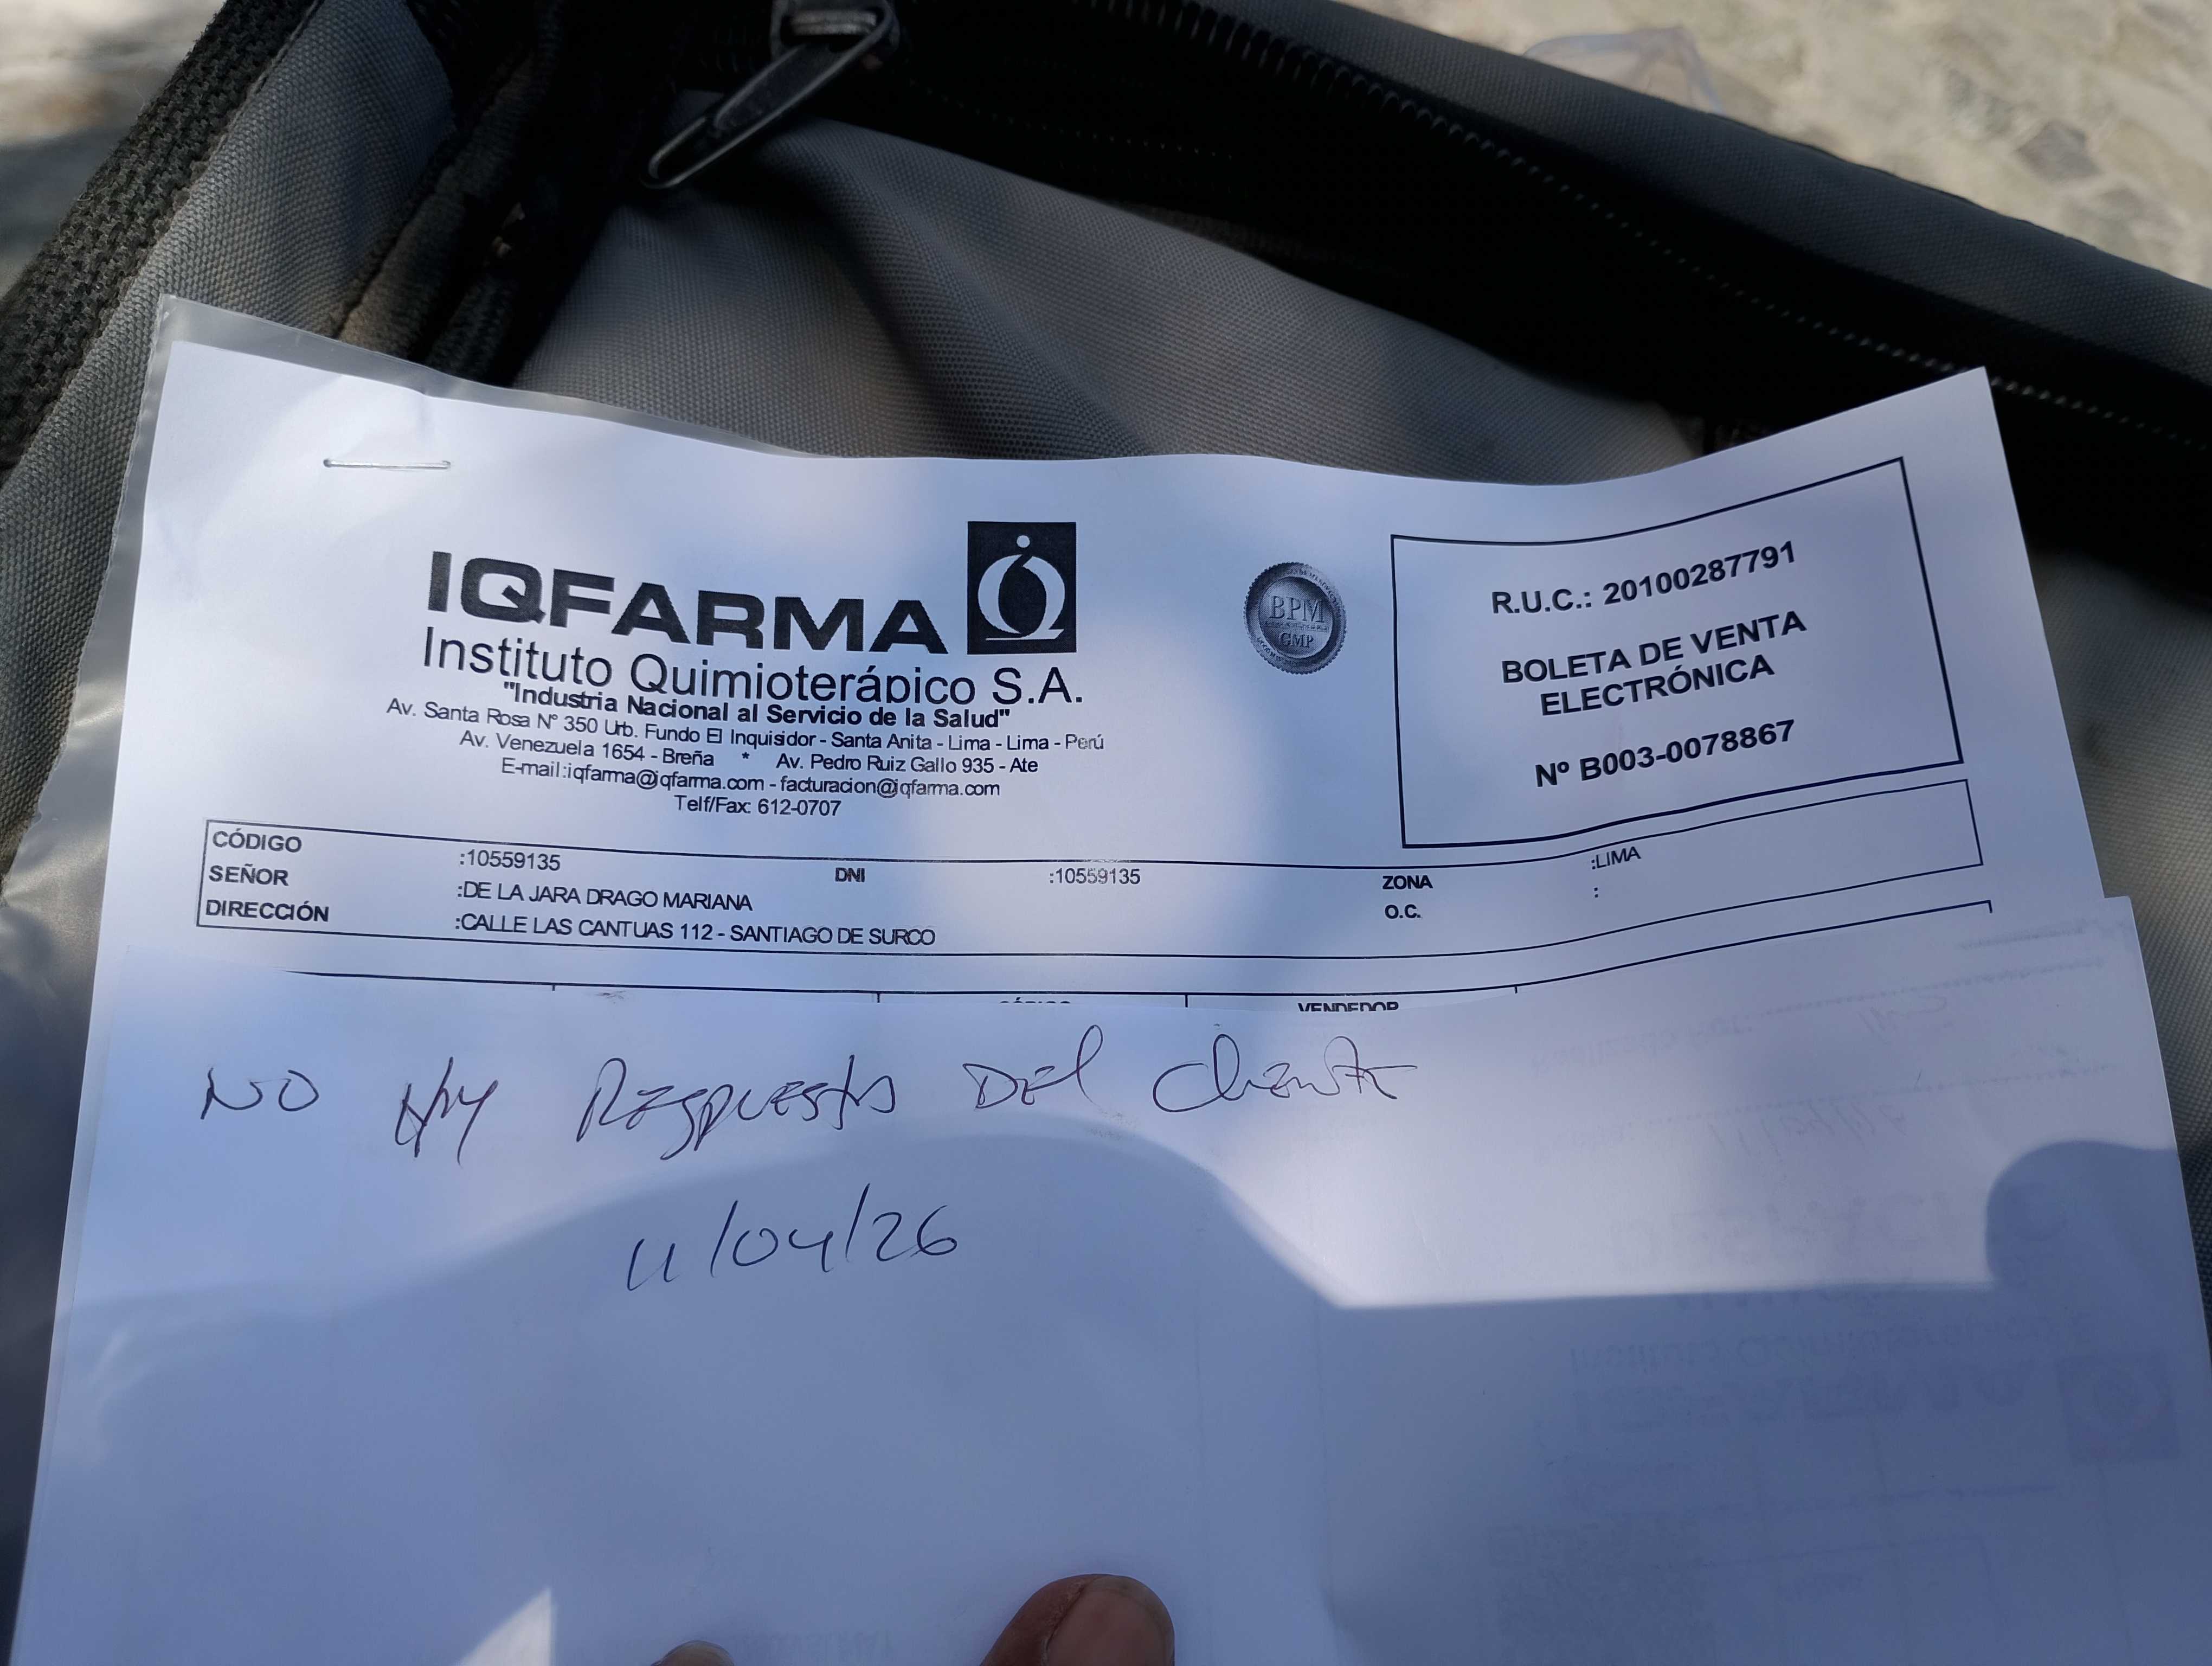 IQFARMA
Instituto Quimioterápico S.A.
"Industria Nacional al Servicio de la Salud"
Av. Santa Rosa N° 350 Urb. Fundo El Inquisidor - Santa Anita - Lima - Lima - Perú
Av. Venezuela 1654 - Breña * Av. Pedro Ruiz Gallo 935 - Ate
E-mail:iqfarma@iqfarma.com - facturacion@iqfarma.com
Telf/Fax: 612-0707
BPM
GMP
R.U.C.: 20100287791
BOLETA DE VENTA
ELECTRÓNICA
Nº B003-0078867
CÓDIGO :10559135 DNI :10559135 ZONA :LIMA
SEÑOR :DE LA JARA DRAGO MARIANA O.C. :
DIRECCIÓN :CALLE LAS CANTUAS 112 - SANTIAGO DE SURCO
VENDEDOR
NO HAY RESPUESTA DEL cliente
11/04/26